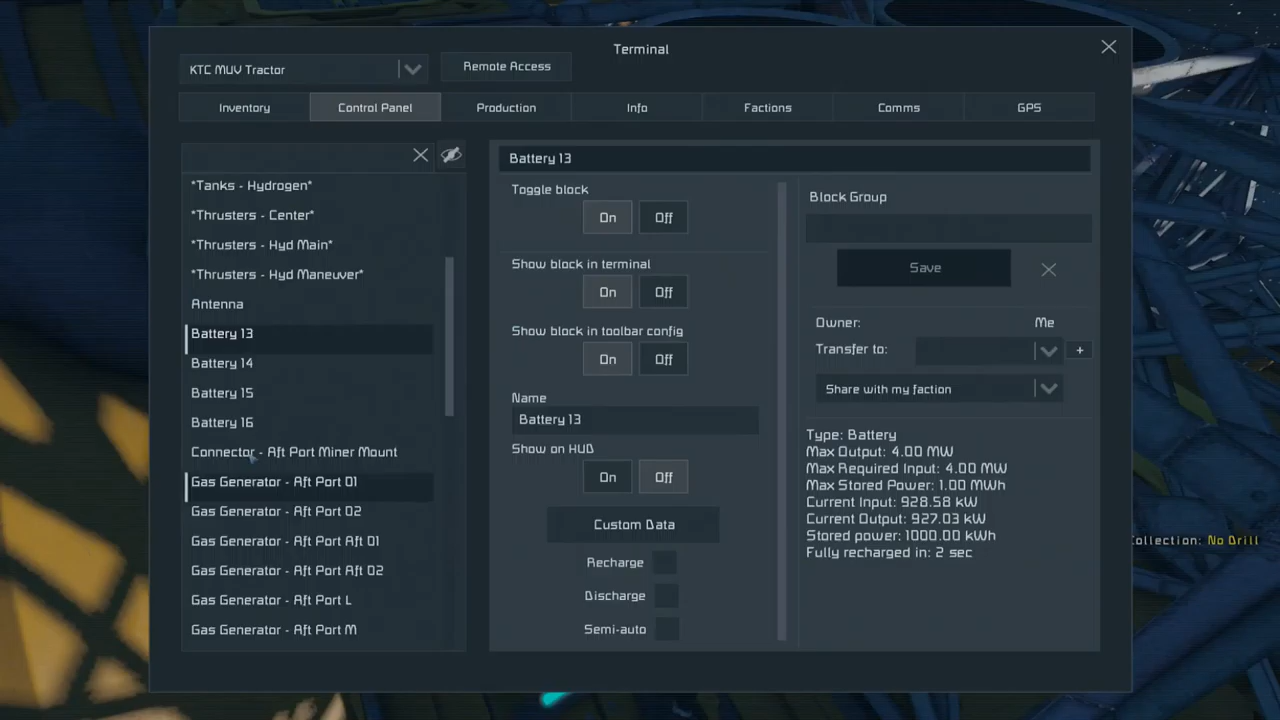 Terminal
KTC MUV Tractor
Remote Access
Inventory
Control Panel
Production
Info
Factions
Comms
GPS
*Tanks - Hydrogen*
*Thrusters - Center*
*Thrusters - Hyd Main*
*Thrusters - Hyd Maneuver*
Antenna
Battery 13
Battery 14
Battery 15
Battery 16
Connector - Aft Port Miner Mount
Gas Generator - Aft Port 01
Gas Generator - Aft Port 02
Gas Generator - Aft Port Aft 01
Gas Generator - Aft Port Aft 02
Gas Generator - Aft Port L
Gas Generator - Aft Port M
Battery 13
Toggle block
On Off
Show block in terminal
On Off
Show block in toolbar config
On Off
Name
Battery 13
Show on HUD
On Off
Custom Data
Recharge
Discharge
Semi-auto
Block Group
Save
Owner: Me
Transfer to:
+
Share with my faction
Type: Battery
Max Output: 4.00 MW
Max Required Input: 4.00 MW
Max Stored Power: 1.00 MWh
Current Input: 928.58 kW
Current Output: 927.03 kW
Stored power: 1000.00 kWh
Fully recharged in: 2 sec
Collection: No Drill